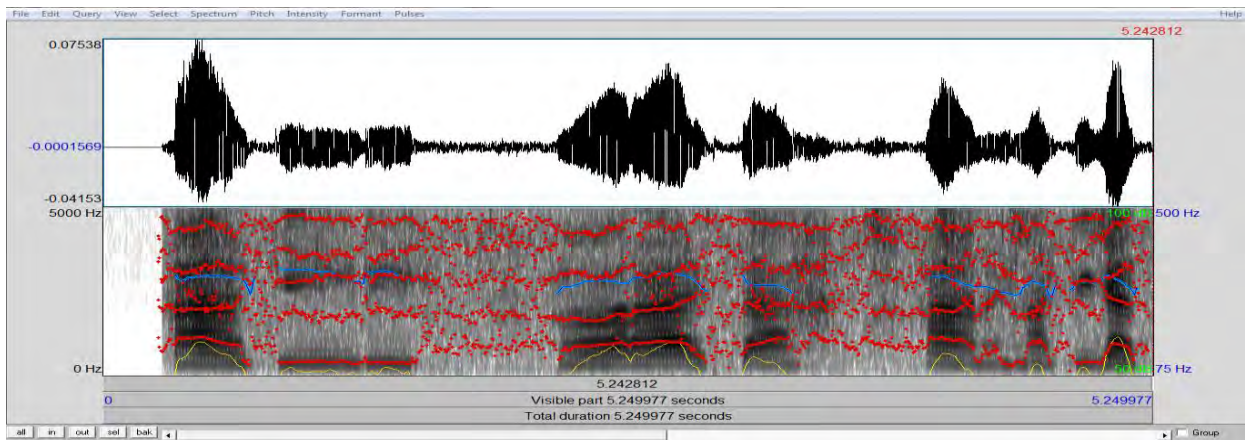 File Edit Query View Select Spectrum Pitch Intensity Formant Pulses Help
5.242812
0.07538
-0.0001569
-0.04153
5000 Hz 500 Hz
0 Hz 75 Hz
5.242812
0 Visible part 5.249977 seconds 5.249977
Total duration 5.249977 seconds
all in out sel bak Group